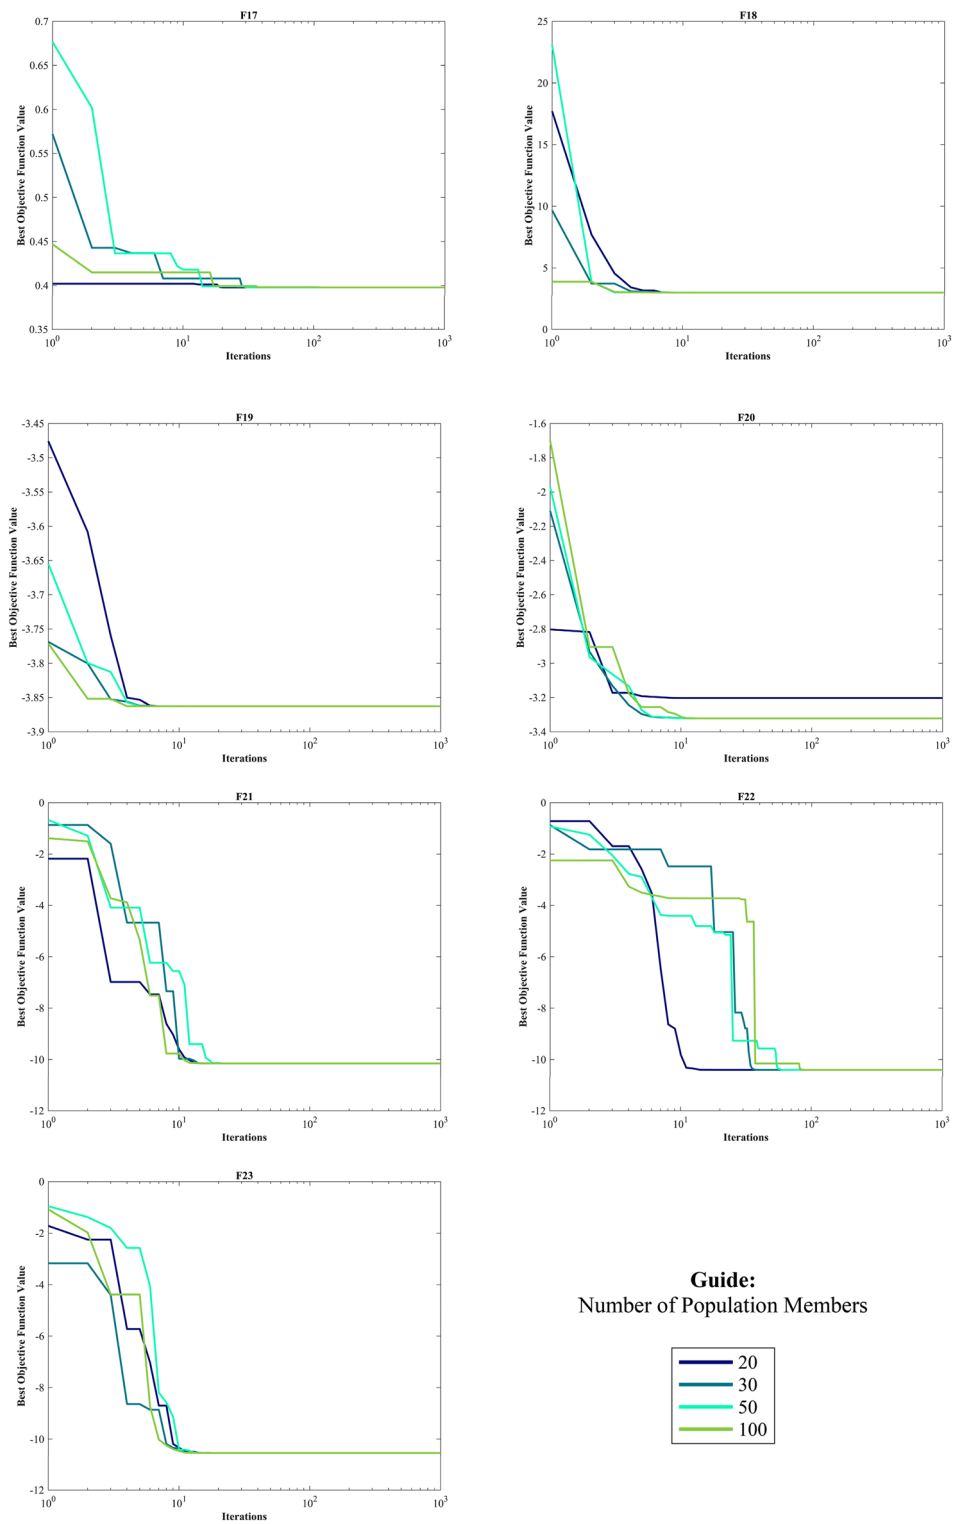 F17
0.7
0.65
0.6
0.55
0.5
0.45
0.4
0.35
Best Objective Function Value
10^0 10^1 10^2 10^3
Iterations
F18
25
20
15
10
5
0
Best Objective Function Value
10^0 10^1 10^2 10^3
Iterations
F19
-3.45
-3.5
-3.55
-3.6
-3.65
-3.7
-3.75
-3.8
-3.85
-3.9
Best Objective Function Value
10^0 10^1 10^2 10^3
Iterations
F20
-1.6
-1.8
-2
-2.2
-2.4
-2.6
-2.8
-3
-3.2
-3.4
Best Objective Function Value
10^0 10^1 10^2 10^3
Iterations
F21
0
-2
-4
-6
-8
-10
-12
Best Objective Function Value
10^0 10^1 10^2 10^3
Iterations
F22
0
-2
-4
-6
-8
-10
-12
Best Objective Function Value
10^0 10^1 10^2 10^3
Iterations
F23
0
-2
-4
-6
-8
-10
-12
Best Objective Function Value
10^0 10^1 10^2 10^3
Iterations
Guide:
Number of Population Members
20
30
50
100